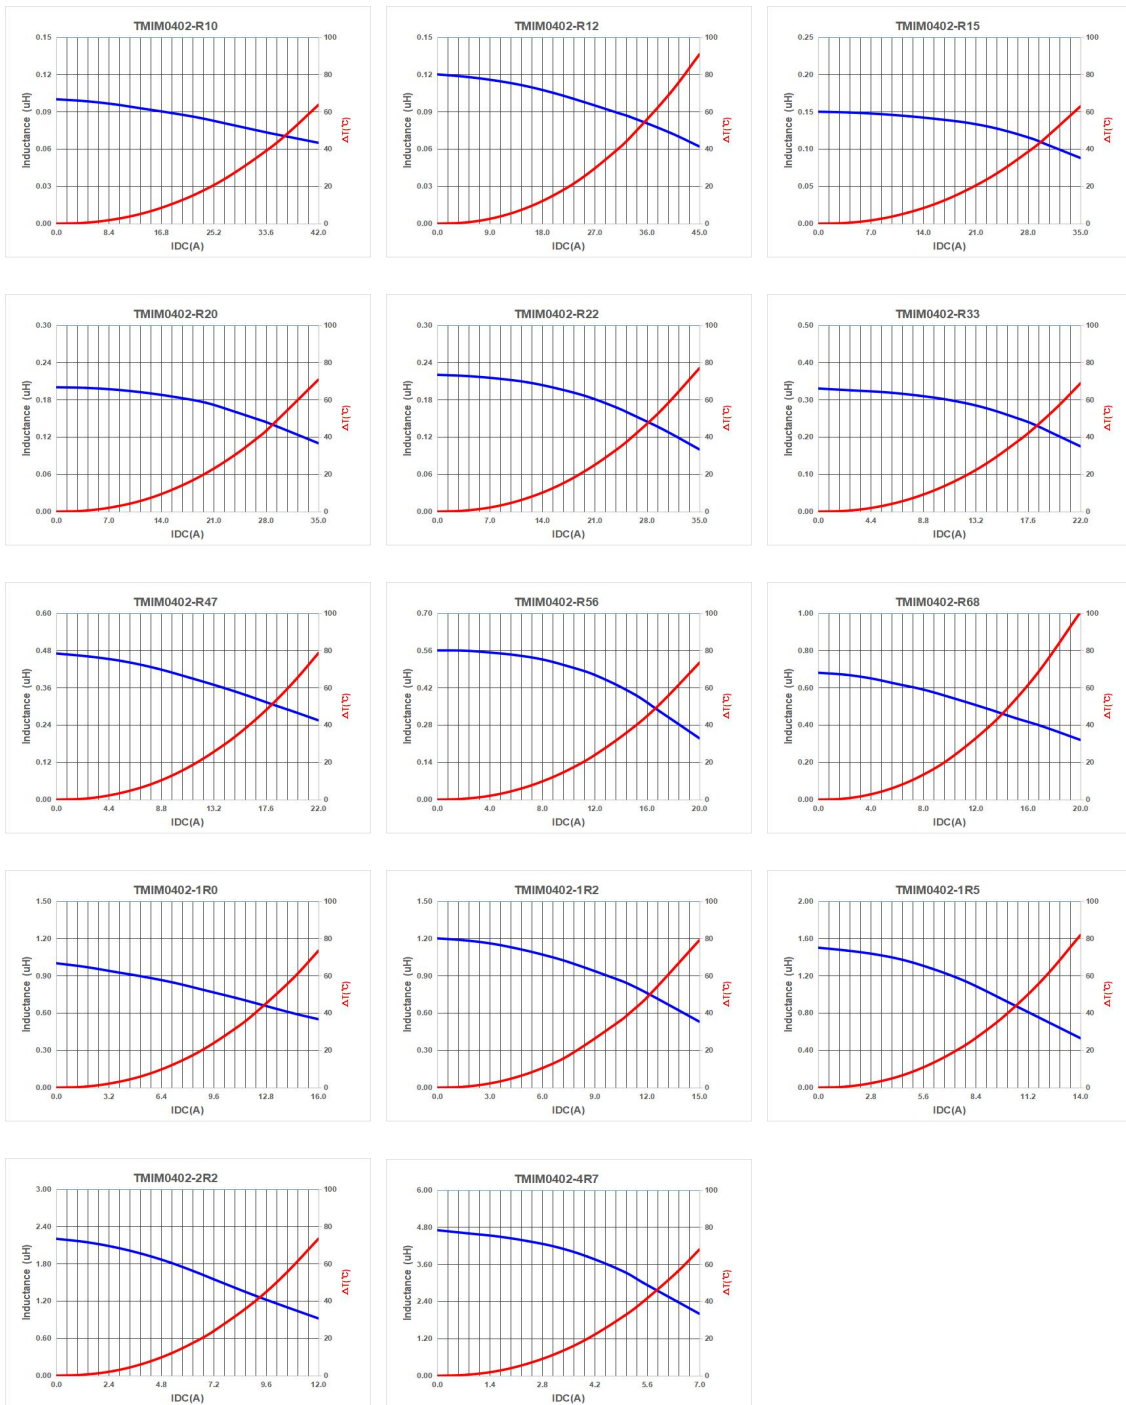 TMIM0402-R10
0.15 100
0.12 80
0.09 60
0.06 40
0.03 20
0.00 0
0.0 8.4 16.8 25.2 33.6 42.0
Inductance (uH)
ΔT(℃)
IDC(A)
TMIM0402-R12
0.15 100
0.12 80
0.09 60
0.06 40
0.03 20
0.00 0
0.0 9.0 18.0 27.0 36.0 45.0
Inductance (uH)
ΔT(℃)
IDC(A)
TMIM0402-R15
0.25 100
0.20 80
0.15 60
0.10 40
0.05 20
0.00 0
0.0 7.0 14.0 21.0 28.0 35.0
Inductance (uH)
ΔT(℃)
IDC(A)
TMIM0402-R20
0.30 100
0.24 80
0.18 60
0.12 40
0.06 20
0.00 0
0.0 7.0 14.0 21.0 28.0 35.0
Inductance (uH)
ΔT(℃)
IDC(A)
TMIM0402-R22
0.30 100
0.24 80
0.18 60
0.12 40
0.06 20
0.00 0
0.0 7.0 14.0 21.0 28.0 35.0
Inductance (uH)
ΔT(℃)
IDC(A)
TMIM0402-R33
0.50 100
0.40 80
0.30 60
0.20 40
0.10 20
0.00 0
0.0 4.4 8.8 13.2 17.6 22.0
Inductance (uH)
ΔT(℃)
IDC(A)
TMIM0402-R47
0.60 100
0.48 80
0.36 60
0.24 40
0.12 20
0.00 0
0.0 4.4 8.8 13.2 17.6 22.0
Inductance (uH)
ΔT(℃)
IDC(A)
TMIM0402-R56
0.70 100
0.56 80
0.42 60
0.28 40
0.14 20
0.00 0
0.0 4.0 8.0 12.0 16.0 20.0
Inductance (uH)
ΔT(℃)
IDC(A)
TMIM0402-R68
1.00 100
0.80 80
0.60 60
0.40 40
0.20 20
0.00 0
0.0 4.0 8.0 12.0 16.0 20.0
Inductance (uH)
ΔT(℃)
IDC(A)
TMIM0402-1R0
1.50 100
1.20 80
0.90 60
0.60 40
0.30 20
0.00 0
0.0 3.2 6.4 9.6 12.8 16.0
Inductance (uH)
ΔT(℃)
IDC(A)
TMIM0402-1R2
1.50 100
1.20 80
0.90 60
0.60 40
0.30 20
0.00 0
0.0 3.0 6.0 9.0 12.0 15.0
Inductance (uH)
ΔT(℃)
IDC(A)
TMIM0402-1R5
2.00 100
1.60 80
1.20 60
0.80 40
0.40 20
0.00 0
0.0 2.8 5.6 8.4 11.2 14.0
Inductance (uH)
ΔT(℃)
IDC(A)
TMIM0402-2R2
3.00 100
2.40 80
1.80 60
1.20 40
0.60 20
0.00 0
0.0 2.4 4.8 7.2 9.6 12.0
Inductance (uH)
ΔT(℃)
IDC(A)
TMIM0402-4R7
6.00 100
4.80 80
3.60 60
2.40 40
1.20 20
0.00 0
0.0 1.4 2.8 4.2 5.6 7.0
Inductance (uH)
ΔT(℃)
IDC(A)